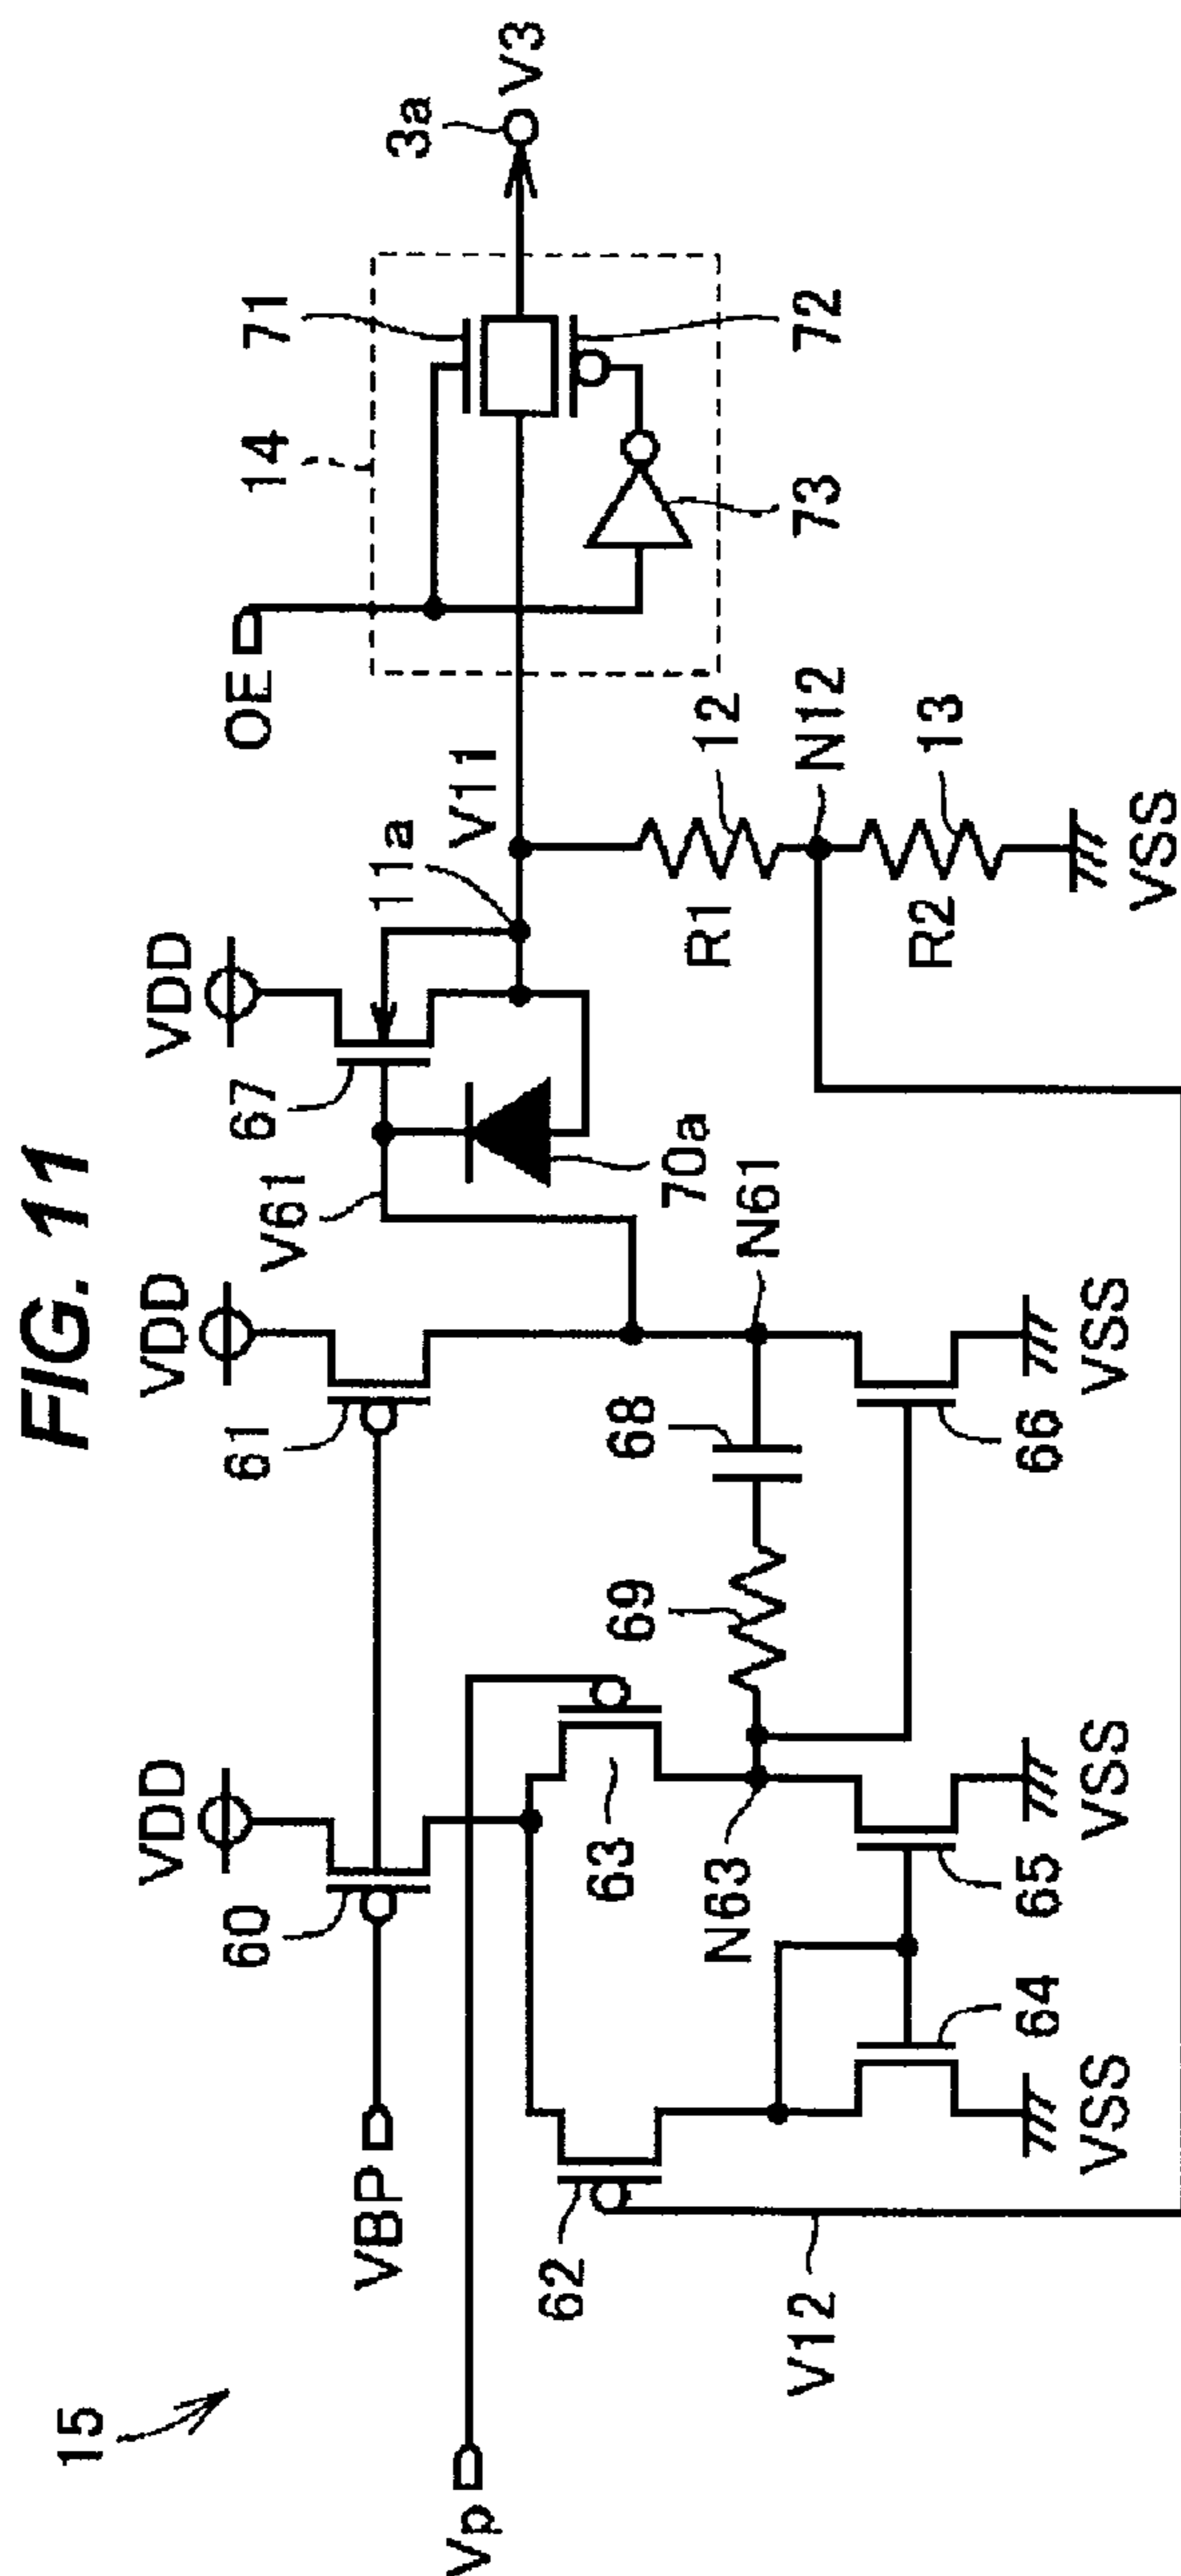 FIG. 11
15
VDD
VDD
VDD
OE
14
71
3a
V3
VBP
60
61
V61
67
11a
V11
Vp
62
63
69
68
70a
N61
R1
12
N12
73
72
N63
V12
64
65
66
R2
13
VSS
VSS
VSS
VSS